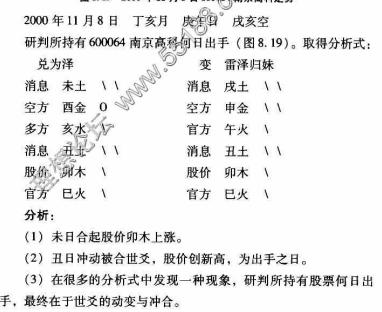 2000 年 11 月 8 日 丁亥月 庚午日 戌亥空
研判所持有 600064 南京高科何日出手（图 8.19）。取得分析式：
兑为泽 变 雷泽归妹
消息 未土 \ \ 消息 戌土 \ \
空方 酉金 O 空方 申金 \ \
多方 亥水 \ 官方 午火 \
消息 丑土 \ \ 消息 丑土 \ \
股价 卯木 \ 股价 卯木 \
官方 巳火 \ 官方 巳火 \
分析：
（1）未日合起股价卯木上涨。
（2）丑日冲动被合世爻，股价创新高，为出手之日。
（3）在很多的分析式中发现一种现象，研判所持有股票何日出
手，最终在于世爻的动变与冲合。
理想论坛 www.55188.com